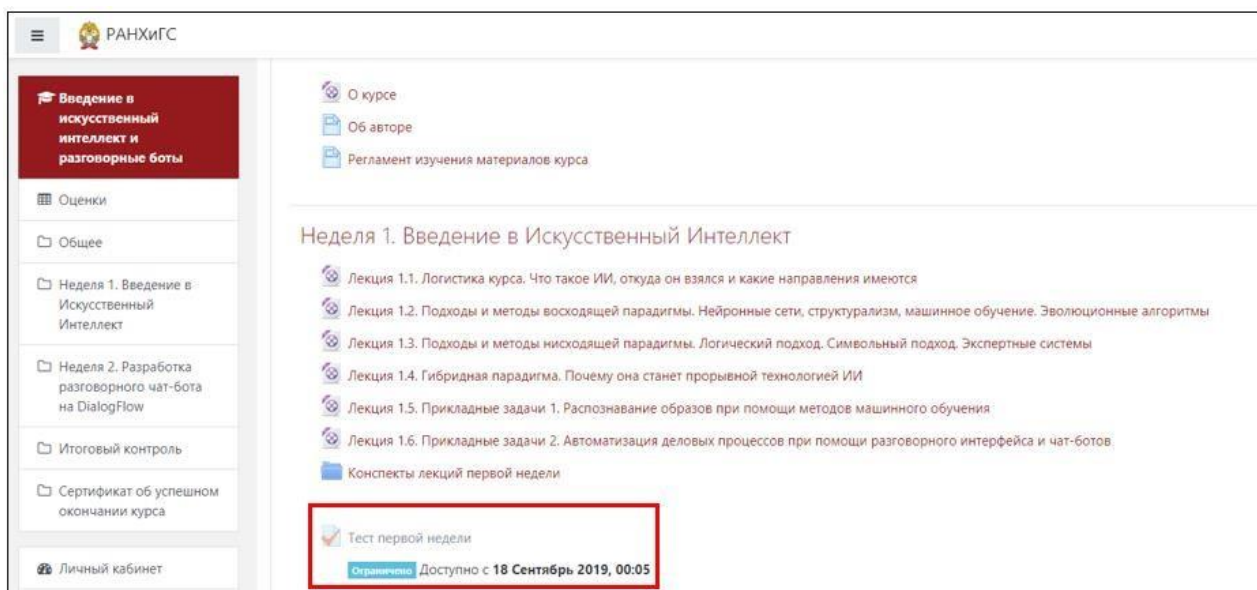 РАНХиГС
Введение в
искусственный
интеллект и
разговорные боты
Оценки
Общее
Неделя 1. Введение в
Искусственный
Интеллект
Неделя 2. Разработка
разговорного чат-бота
на DialogFlow
Итоговый контроль
Сертификат об успешном
окончании курса
Личный кабинет
О курсе
Об авторе
Регламент изучения материалов курса
Неделя 1. Введение в Искусственный Интеллект
Лекция 1.1. Логистика курса. Что такое ИИ, откуда он взялся и какие направления имеются
Лекция 1.2. Подходы и методы восходящей парадигмы. Нейронные сети, структурализм, машинное обучение. Эволюционные алгоритмы
Лекция 1.3. Подходы и методы нисходящей парадигмы. Логический подход. Символьный подход. Экспертные системы
Лекция 1.4. Гибридная парадигма. Почему она станет прорывной технологией ИИ
Лекция 1.5. Прикладные задачи 1. Распознавание образов при помощи методов машинного обучения
Лекция 1.6. Прикладные задачи 2. Автоматизация деловых процессов при помощи разговорного интерфейса и чат-ботов
Конспекты лекций первой недели
Тест первой недели
Ограничено Доступно с 18 Сентябрь 2019, 00:05